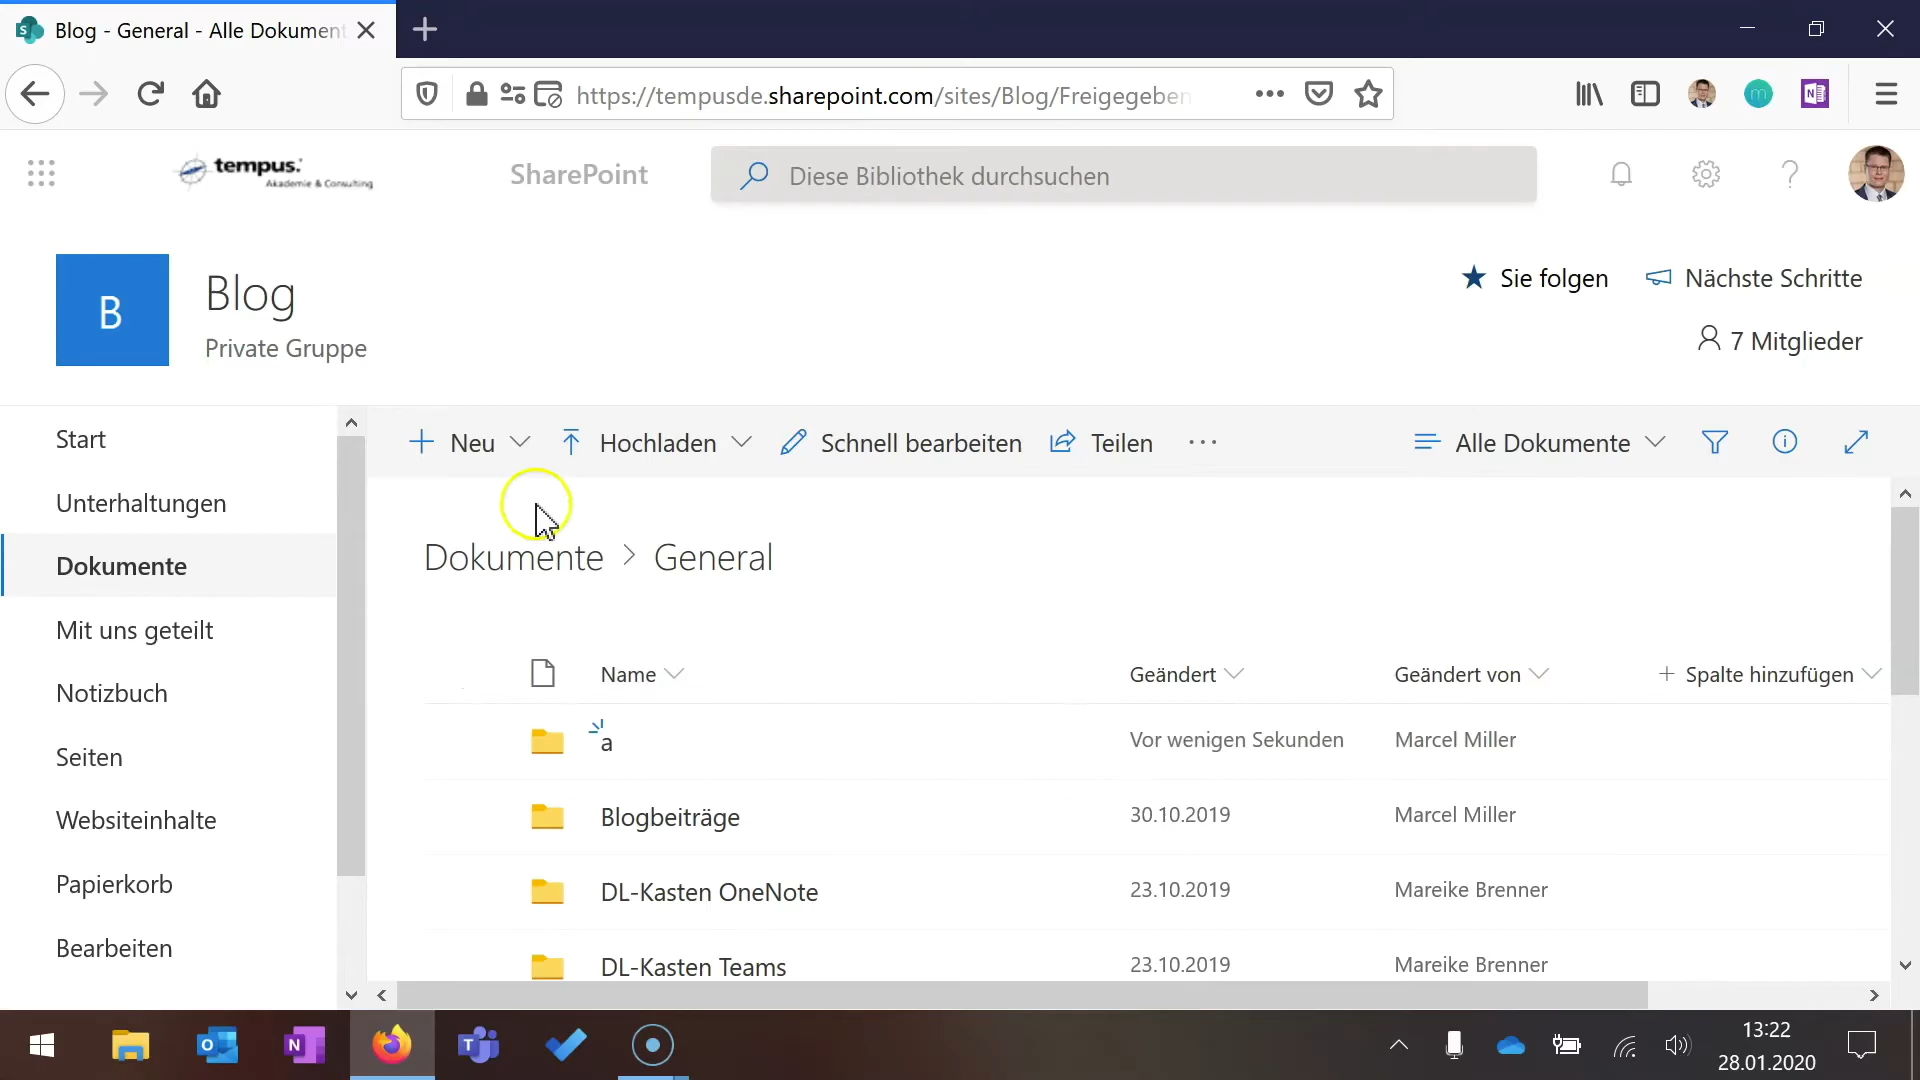 Blog - General - Alle Dokument
https://tempusde.sharepoint.com/sites/Blog/Freigegeben
tempus.
Akademie & Consulting
SharePoint
Diese Bibliothek durchsuchen
B
Blog
Private Gruppe
Sie folgen
Nächste Schritte
7 Mitglieder
Start
Unterhaltungen
Dokumente
Mit uns geteilt
Notizbuch
Seiten
Websiteinhalte
Papierkorb
Bearbeiten
Neu
Hochladen
Schnell bearbeiten
Teilen
Alle Dokumente
Dokumente > General
Name
Geändert
Geändert von
Spalte hinzufügen
a
Vor wenigen Sekunden
Marcel Miller
Blogbeiträge
30.10.2019
Marcel Miller
DL-Kasten OneNote
23.10.2019
Mareike Brenner
DL-Kasten Teams
23.10.2019
Mareike Brenner
13:22
28.01.2020